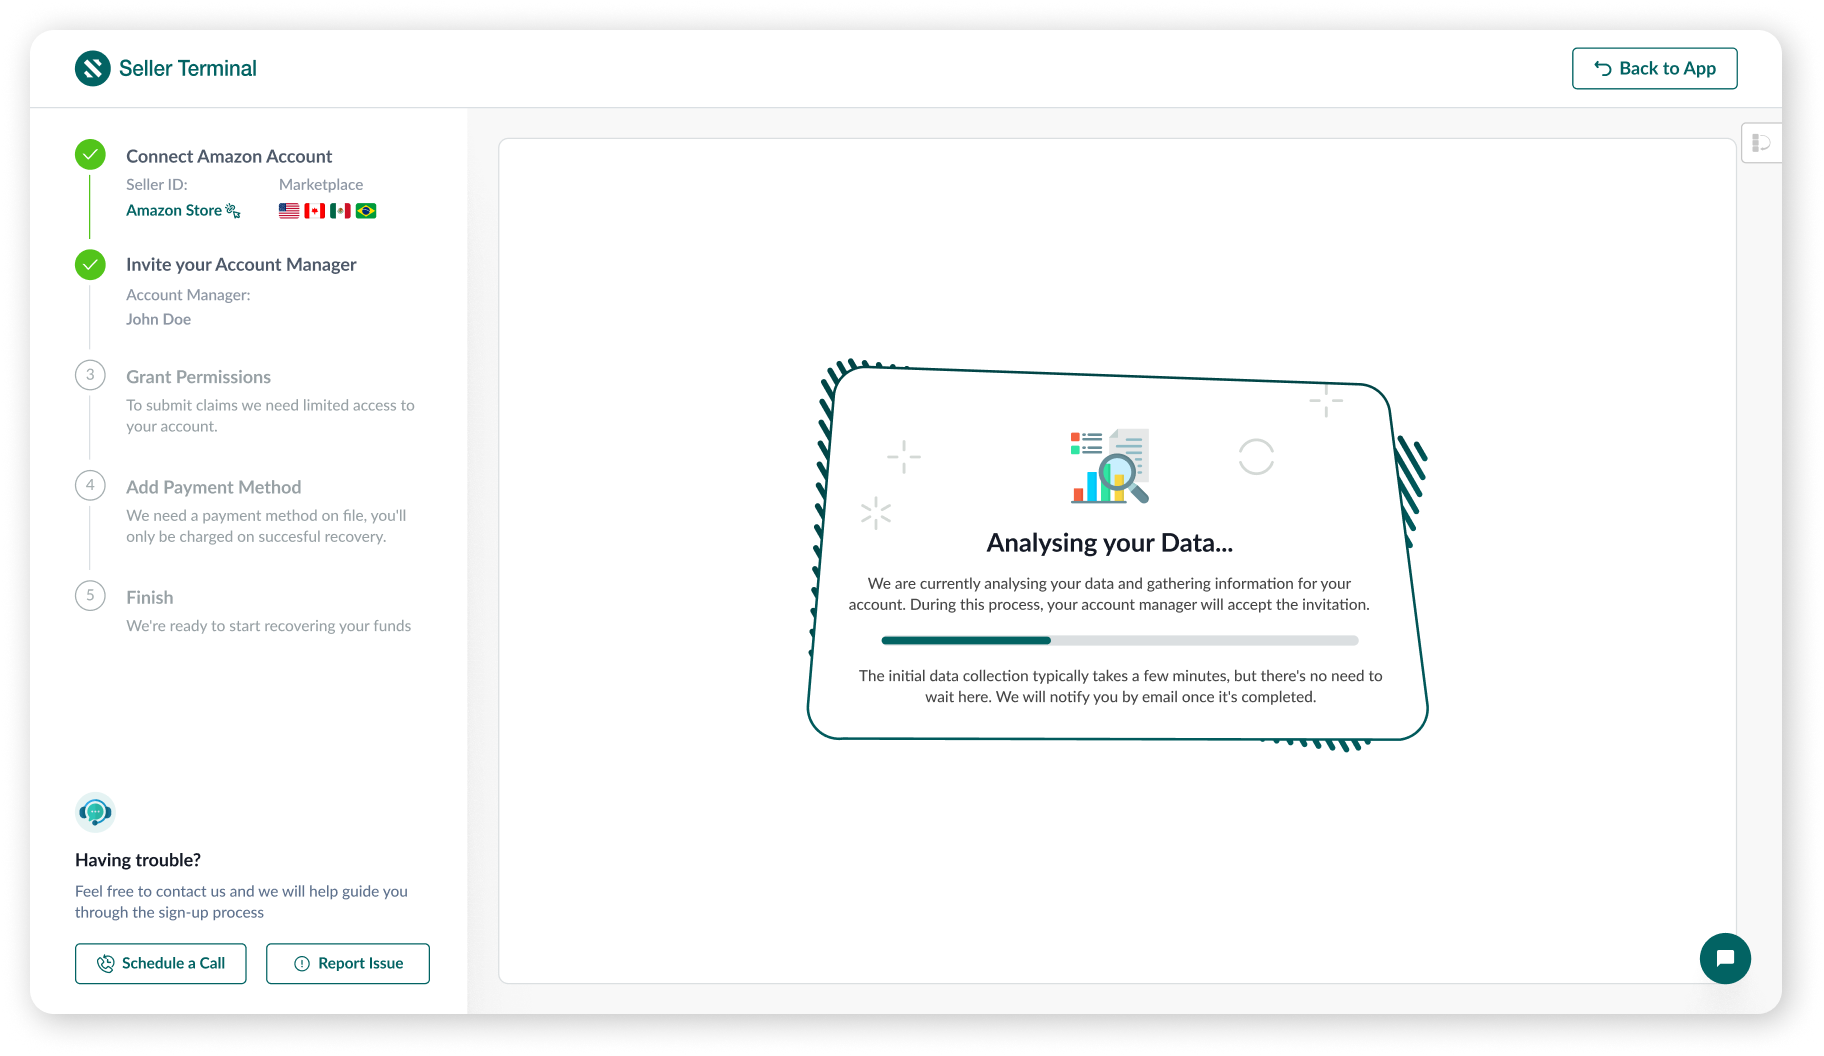 Seller Terminal
Back to App
Connect Amazon Account
Seller ID:
Marketplace
Amazon Store
Invite your Account Manager
Account Manager:
John Doe
3
Grant Permissions
To submit claims we need limited access to
your account.
4
Add Payment Method
We need a payment method on file, you'll
only be charged on succesful recovery.
5
Finish
We're ready to start recovering your funds
Having trouble?
Feel free to contact us and we will help guide you
through the sign-up process
Schedule a Call
Report Issue
Analysing your Data...
We are currently analysing your data and gathering information for your
account. During this process, your account manager will accept the invitation.
The initial data collection typically takes a few minutes, but there's no need to
wait here. We will notify you by email once it's completed.